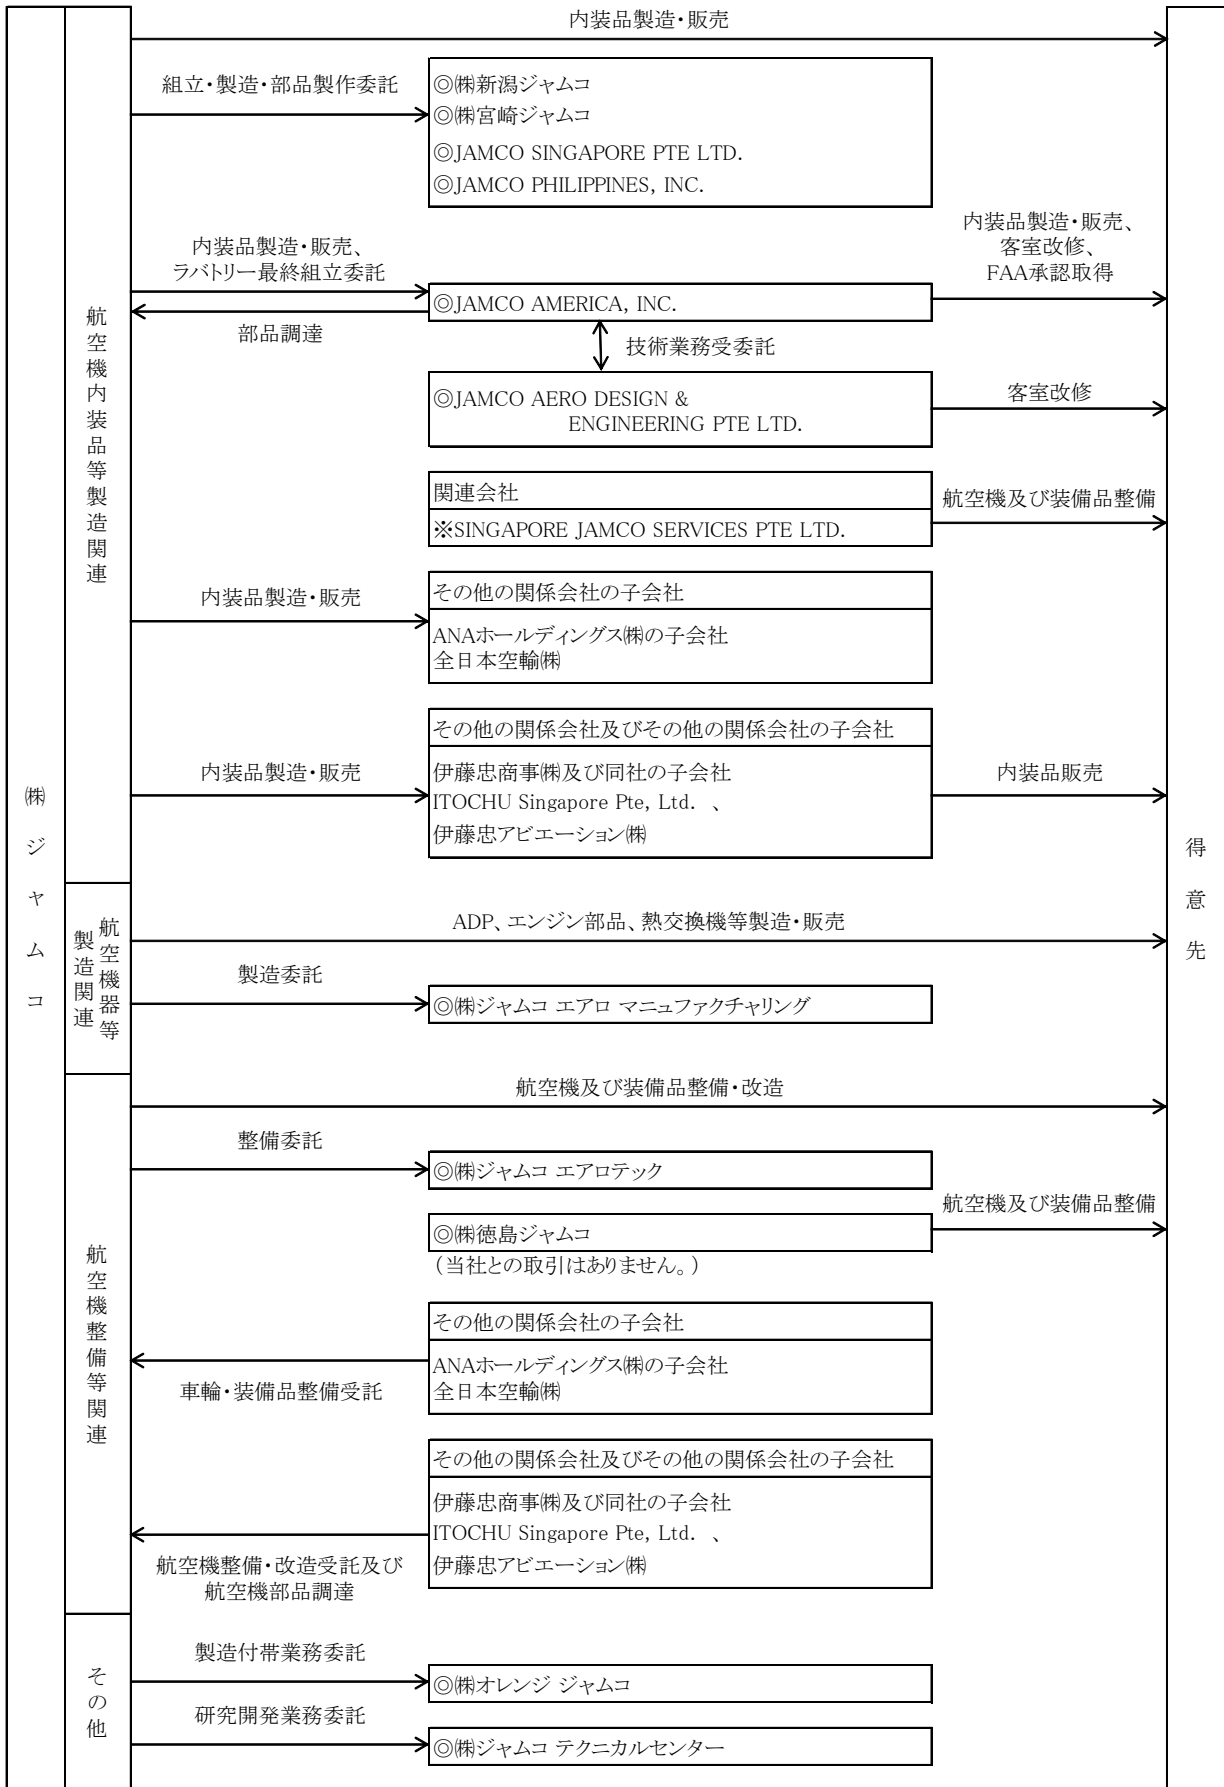 ㈱ジャムコ
航空機内装品等製造関連
内装品製造・販売
組立・製造・部品製作委託
◎㈱新潟ジャムコ
◎㈱宮崎ジャムコ
◎JAMCO SINGAPORE PTE LTD.
◎JAMCO PHILIPPINES, INC.
内装品製造・販売、
ラバトリー最終組立委託
◎JAMCO AMERICA, INC.
内装品製造・販売、
客室改修、
FAA承認取得
部品調達
技術業務受委託
◎JAMCO AERO DESIGN &
ENGINEERING PTE LTD.
客室改修
関連会社
※SINGAPORE JAMCO SERVICES PTE LTD.
航空機及び装備品整備
内装品製造・販売
その他の関係会社の子会社
ANAホールディングス㈱の子会社
全日本空輸㈱
その他の関係会社及びその他の関係会社の子会社
内装品製造・販売
伊藤忠商事㈱及び同社の子会社
ITOCHU Singapore Pte, Ltd. 、
伊藤忠アビエーション㈱
内装品販売
得意先
航空機器等
製造関連
ADP、エンジン部品、熱交換機等製造・販売
製造委託
◎㈱ジャムコ エアロ マニュファクチャリング
航空機整備等関連
航空機及び装備品整備・改造
整備委託
◎㈱ジャムコ エアロテック
◎㈱徳島ジャムコ
（当社との取引はありません。）
航空機及び装備品整備
その他の関係会社の子会社
ANAホールディングス㈱の子会社
全日本空輸㈱
車輪・装備品整備受託
その他の関係会社及びその他の関係会社の子会社
伊藤忠商事㈱及び同社の子会社
ITOCHU Singapore Pte, Ltd. 、
伊藤忠アビエーション㈱
航空機整備・改造受託及び
航空機部品調達
その他
製造付帯業務委託
◎㈱オレンジ ジャムコ
研究開発業務委託
◎㈱ジャムコ テクニカルセンター